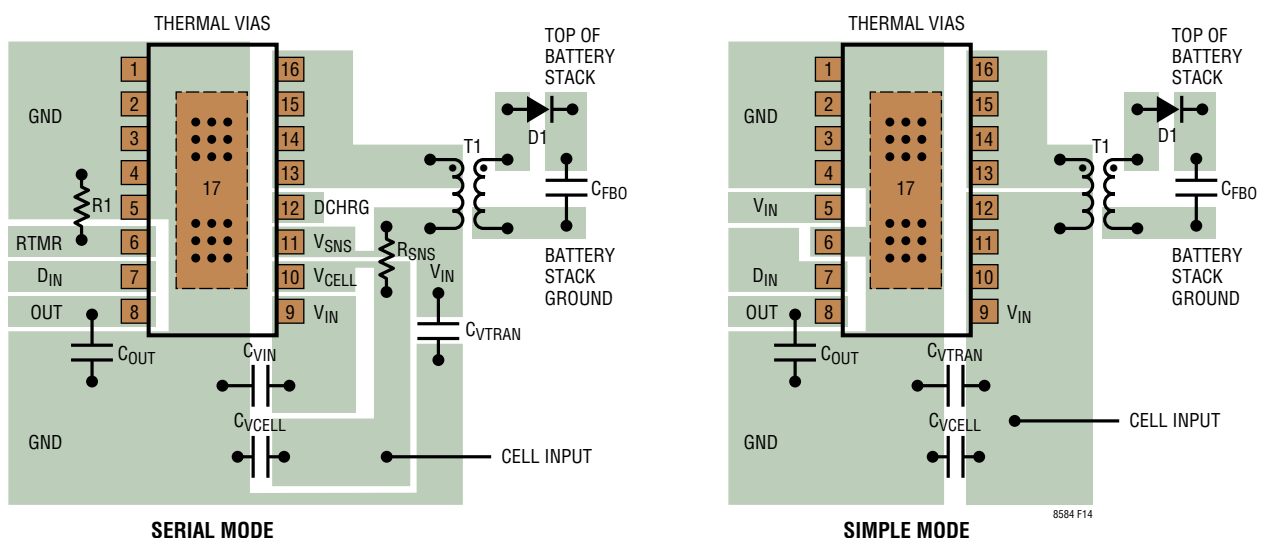 THERMAL VIAS
TOP OF
BATTERY
STACK
GND
1
2
3
4
5
6
7
8
16
15
14
13
12
11
10
9
17
R1
RTMR
DIN
OUT
COUT
DCHRG
VSNS
VCELL
VIN
RSNS
VIN
T1
D1
CFBO
BATTERY
STACK
GROUND
CVTRAN
CVIN
CVCELL
GND
CELL INPUT
SERIAL MODE
THERMAL VIAS
TOP OF
BATTERY
STACK
GND
1
2
3
4
5
6
7
8
16
15
14
13
12
11
10
9
17
VIN
DIN
OUT
COUT
VIN
T1
D1
CFBO
BATTERY
STACK
GROUND
CVTRAN
CVCELL
GND
CELL INPUT
8584 F14
SIMPLE MODE